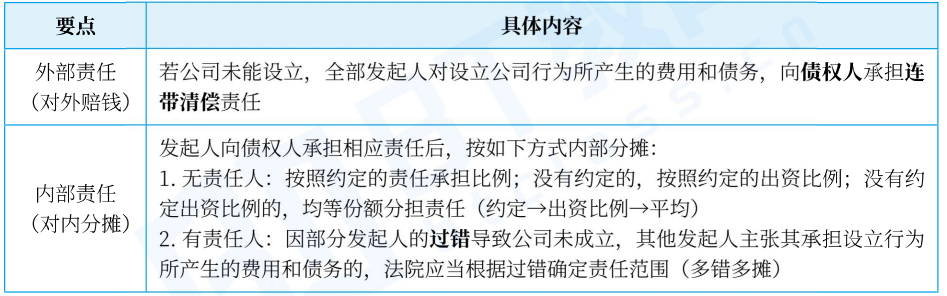 要点
具体内容
外部责任
（对外赔钱）
若公司未能设立，全部发起人对设立公司行为所产生的费用和债务，向债权人承担连
带清偿责任
内部责任
（对内分摊）
发起人向债权人承担相应责任后，按如下方式内部分摊：
1. 无责任人：按照约定的责任承担比例；没有约定的，按照约定的出资比例；没有约
定出资比例的，均等份额分担责任（约定→出资比例→平均）
2. 有责任人：因部分发起人的过错导致公司未成立，其他发起人主张其承担设立行为
所产生的费用和债务的，法院应当根据过错确定责任范围（多错多摊）